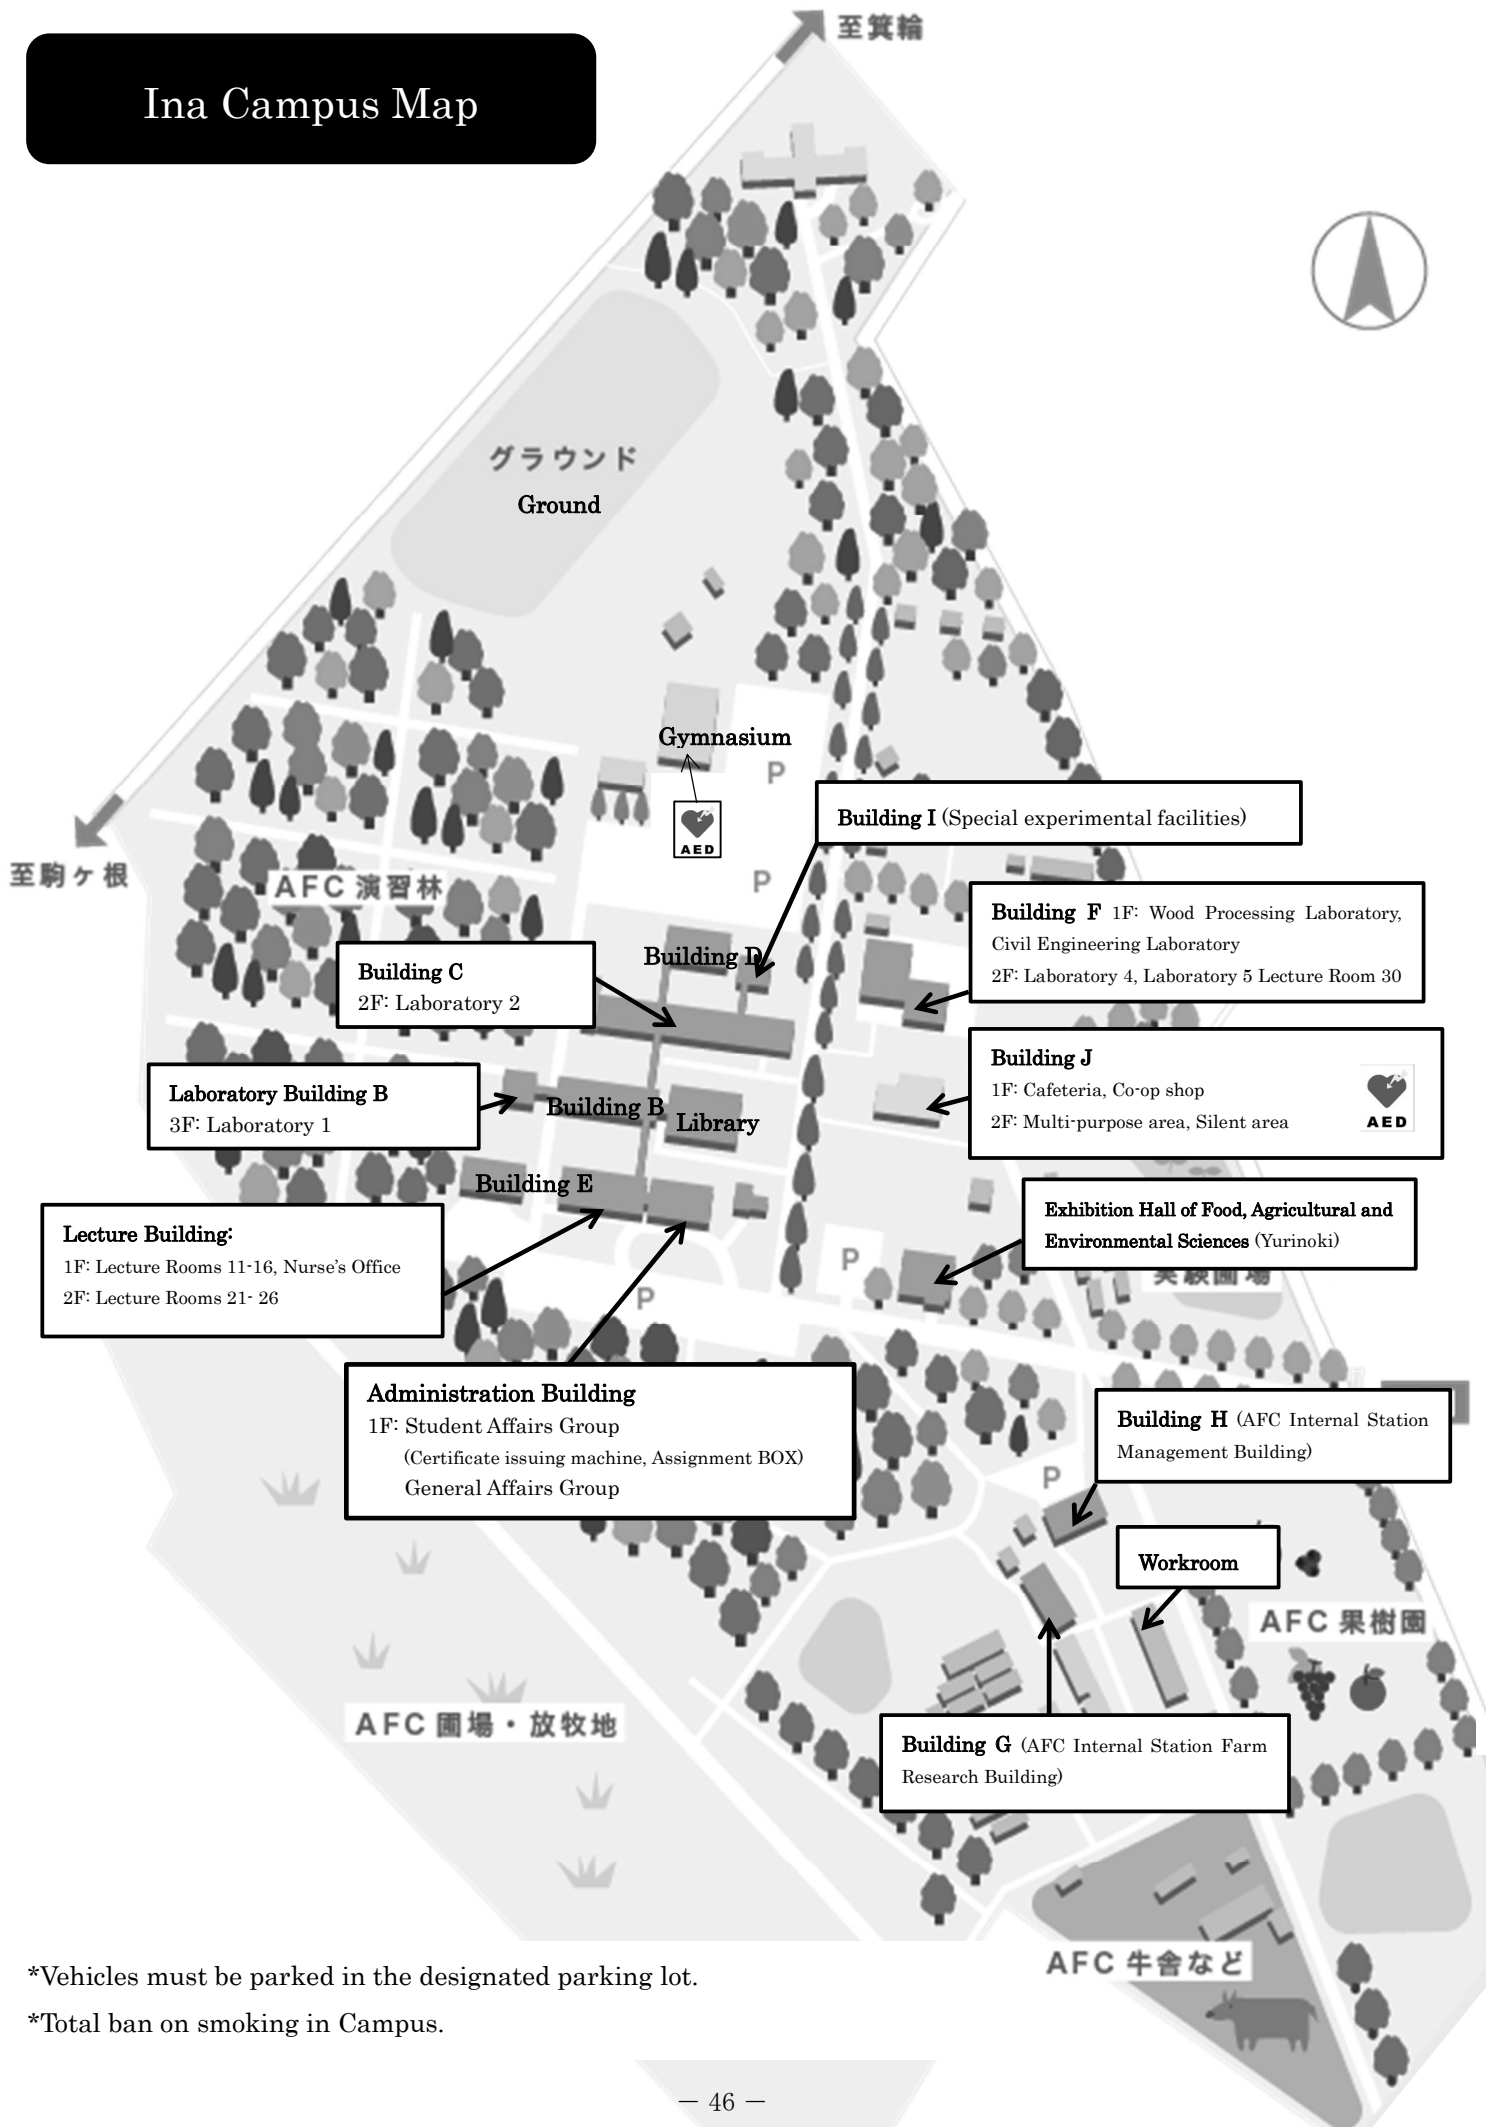 至箕輪
Ina Campus Map
グラウンド
Ground
Gymnasium
P
AED
Building I (Special experimental facilities)
至駒ヶ根
AFC 演習林
P
Building F 1F: Wood Processing Laboratory,
Civil Engineering Laboratory
2F: Laboratory 4, Laboratory 5 Lecture Room 30
Building D
Building C
2F: Laboratory 2
Building J
1F: Cafeteria, Co-op shop
2F: Multi-purpose area, Silent area
AED
Laboratory Building B
3F: Laboratory 1
Building B
Library
Building E
Exhibition Hall of Food, Agricultural and
Environmental Sciences (Yurinoki)
Lecture Building:
1F: Lecture Rooms 11-16, Nurse's Office
2F: Lecture Rooms 21- 26
P
実験圃場
P
Administration Building
1F: Student Affairs Group
(Certificate issuing machine, Assignment BOX)
General Affairs Group
Building H (AFC Internal Station
Management Building)
P
Workroom
AFC 果樹園
AFC 圃場・放牧地
Building G (AFC Internal Station Farm
Research Building)
AFC 牛舎など
*Vehicles must be parked in the designated parking lot.
*Total ban on smoking in Campus.
— 46 —